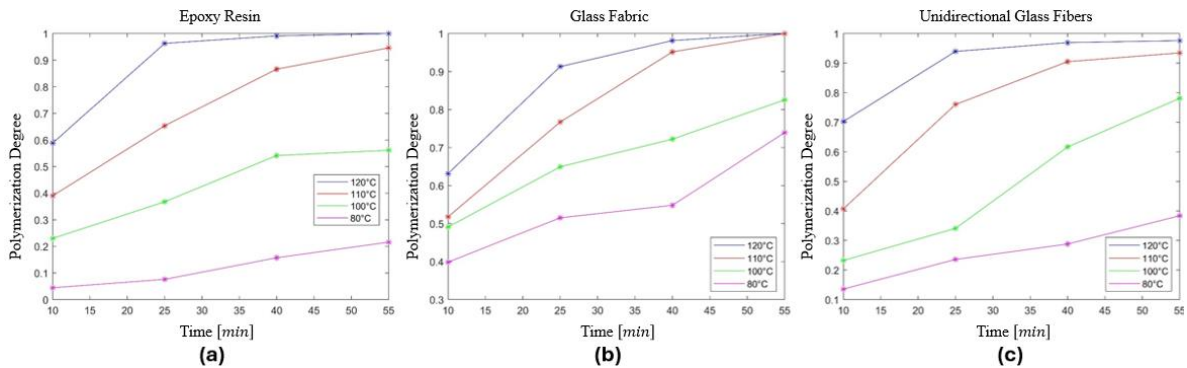 Epoxy Resin
Polymerization Degree
1
0.9
0.8
0.7
0.6
0.5
0.4
0.3
0.2
0.1
0
10 15 20 25 30 35 40 45 50 55
120°C
110°C
100°C
80°C
Time [min]
(a)
Glass Fabric
Polymerization Degree
1
0.9
0.8
0.7
0.6
0.5
0.4
0.3
10 15 20 25 30 35 40 45 50 55
120°C
110°C
100°C
80°C
Time [min]
(b)
Unidirectional Glass Fibers
Polymerization Degree
1
0.9
0.8
0.7
0.6
0.5
0.4
0.3
0.2
0.1
10 15 20 25 30 35 40 45 50 55
120°C
110°C
100°C
80°C
Time [min]
(c)